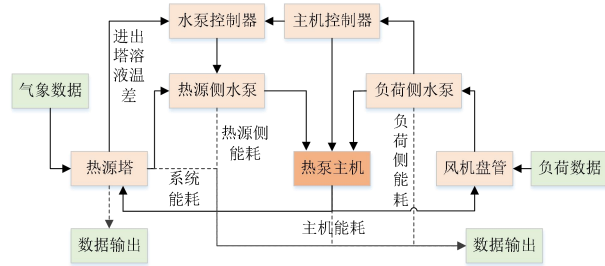 水泵控制器
主机控制器
进出
塔溶
液温
差
气象数据
热源侧水泵
负荷侧水泵
热源侧
能耗
负
荷
侧
能
耗
热源塔
系统
能耗
热泵主机
风机盘管
负荷数据
主机能耗
数据输出
数据输出